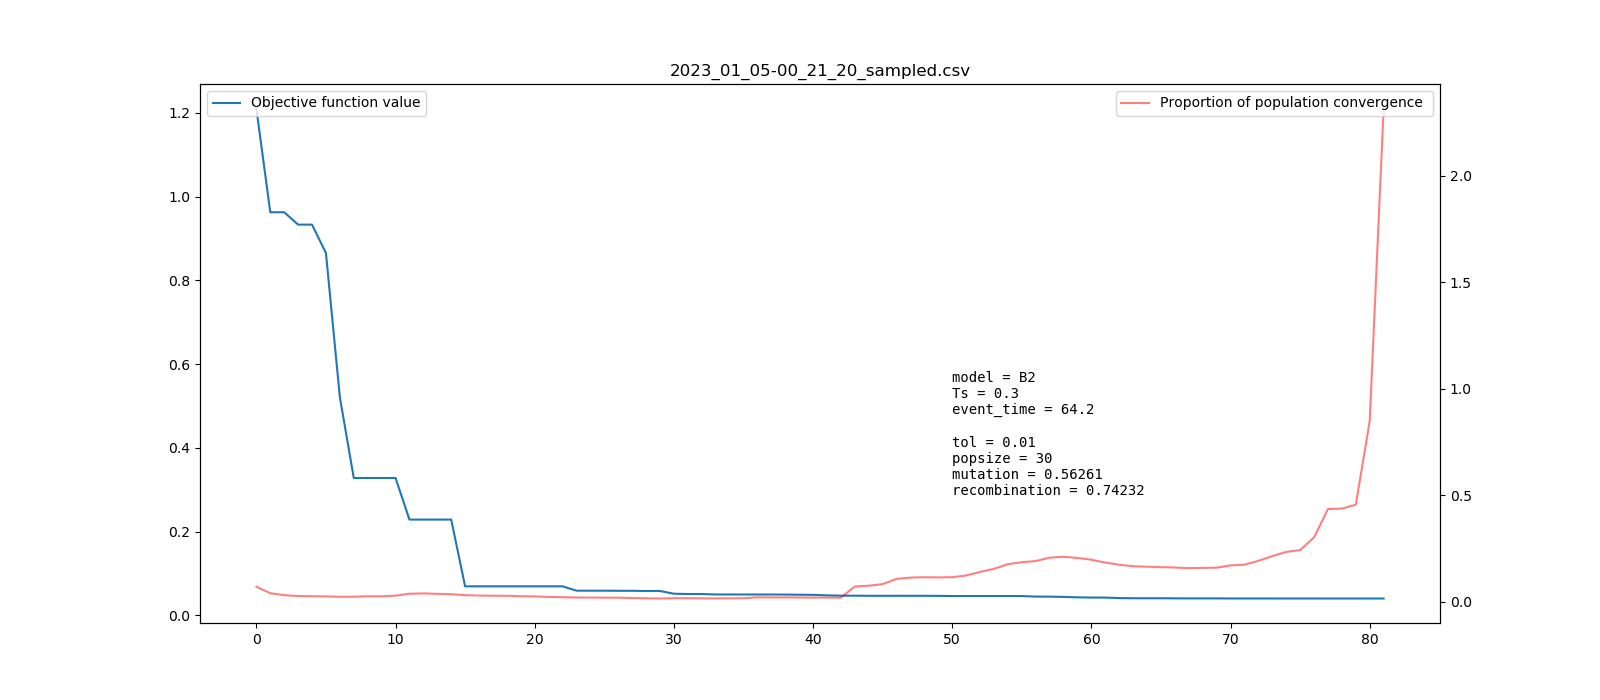 2023_01_05-00_21_20_sampled.csv
Objective function value
Proportion of population convergence
1.2
1.0
0.8
0.6
0.4
0.2
0.0
2.0
1.5
1.0
0.5
0.0
model = B2
Ts = 0.3
event_time = 64.2
tol = 0.01
popsize = 30
mutation = 0.56261
recombination = 0.74232
0 10 20 30 40 50 60 70 80